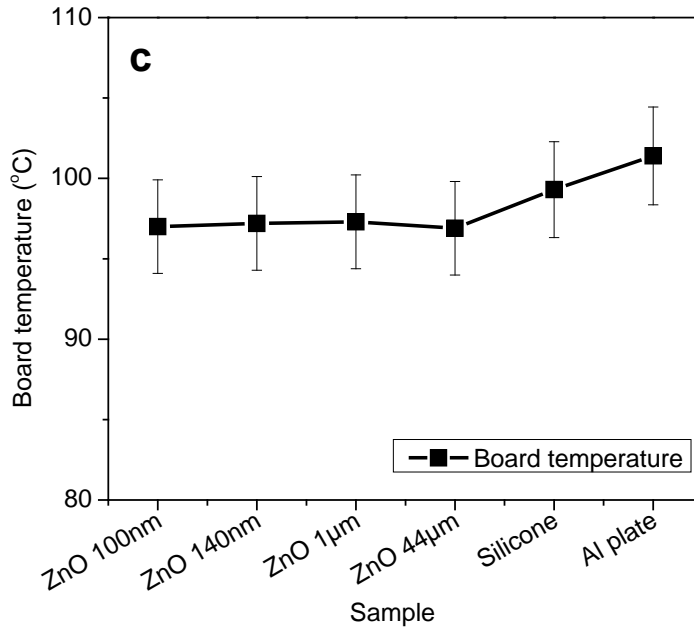 110
c
100
90
80
Board temperature (°C)
Board temperature
ZnO 100nm
ZnO 140nm
ZnO 1µm
ZnO 44µm
Silicone
Al plate
Sample